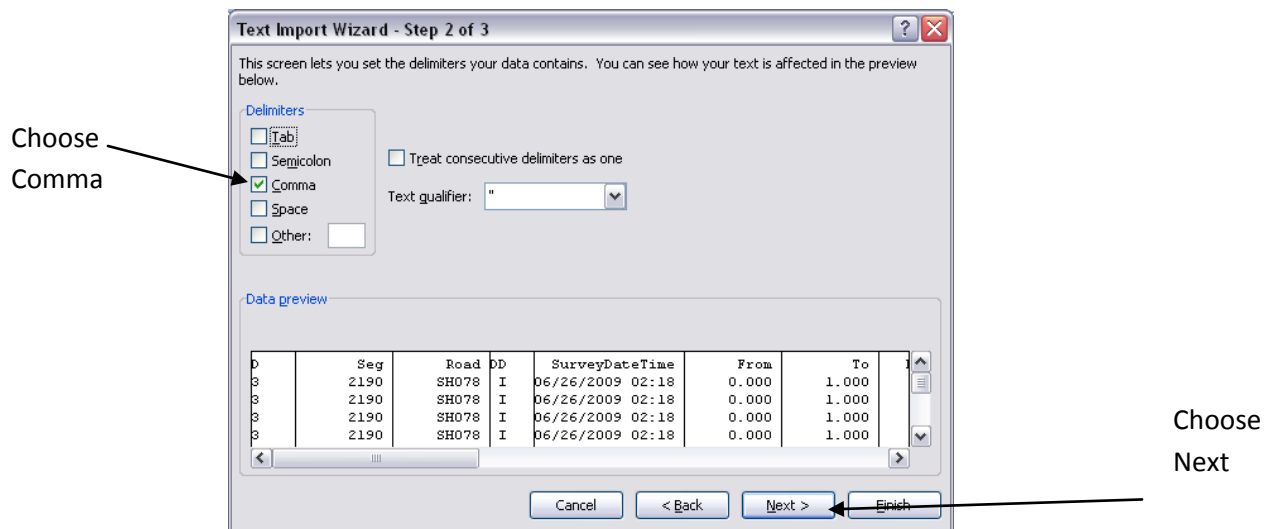 Text Import Wizard - Step 2 of 3
This screen lets you set the delimiters your data contains. You can see how your text is affected in the preview
below.
Delimiters
Tab
Semicolon
Comma
Space
Other:
Treat consecutive delimiters as one
Text qualifier: "
Choose
Comma
Data preview
D Seg Road DD SurveyDateTime From To
3 2190 SH078 I 06/26/2009 02:18 0.000 1.000
3 2190 SH078 I 06/26/2009 02:18 0.000 1.000
3 2190 SH078 I 06/26/2009 02:18 0.000 1.000
3 2190 SH078 I 06/26/2009 02:18 0.000 1.000
Cancel < Back Next > Finish
Choose
Next